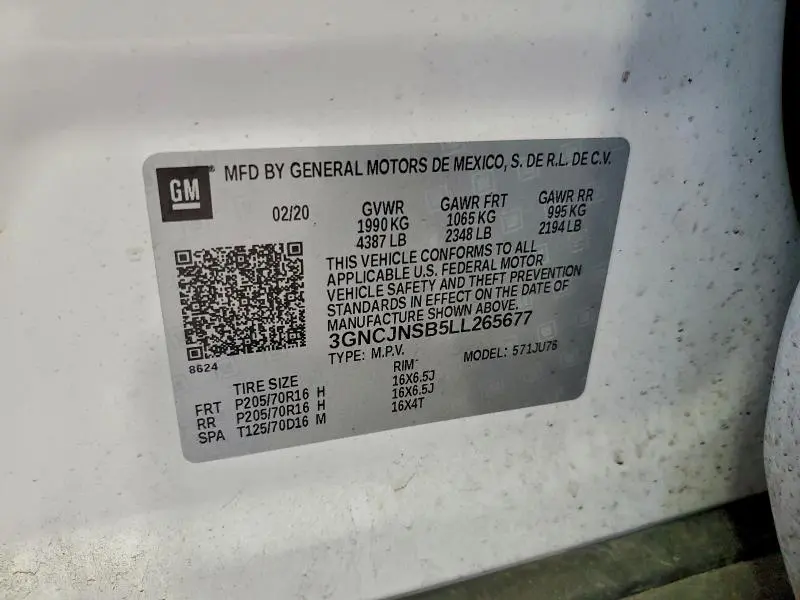 GM ® MFD BY GENERAL MOTORS DE MEXICO, S. DE R.L. DE C.V.
02/20 GVWR GAWR FRT GAWR RR
1990 KG 1065 KG 995 KG
4387 LB 2348 LB 2194 LB
THIS VEHICLE CONFORMS TO ALL
APPLICABLE U.S. FEDERAL MOTOR
VEHICLE SAFETY AND THEFT PREVENTION
STANDARDS IN EFFECT ON THE DATE OF
MANUFACTURE SHOWN ABOVE.
3GNCJNSB5LL265677
TYPE: M.P.V. MODEL: 571JU76
8624
TIRE SIZE RIM
FRT P205/70R16 H 16X6.5J
RR P205/70R16 H 16X6.5J
SPA T125/70D16 M 16X4T